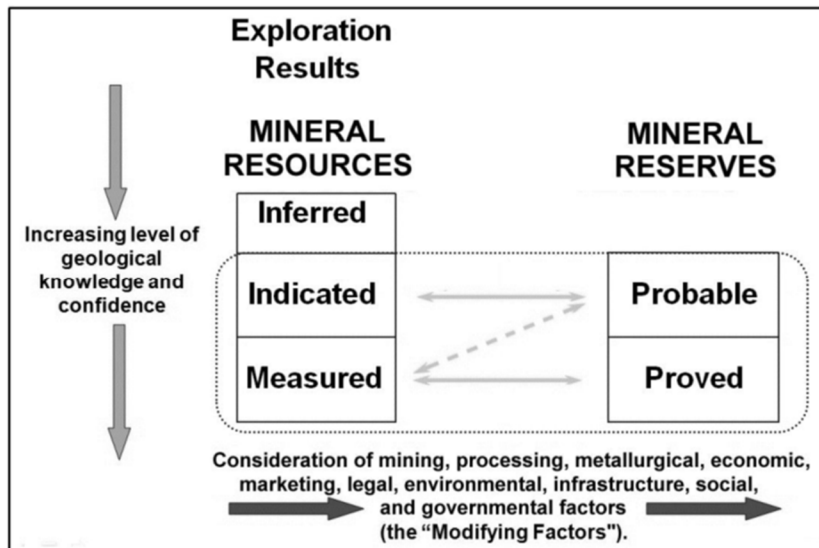 Exploration
Results
MINERAL
RESOURCES
MINERAL
RESERVES
Inferred
Increasing level of
geological
knowledge and
confidence
Indicated
Probable
Measured
Proved
Consideration of mining, processing, metallurgical, economic,
marketing, legal, environmental, infrastructure, social,
and governmental factors
(the “Modifying Factors").